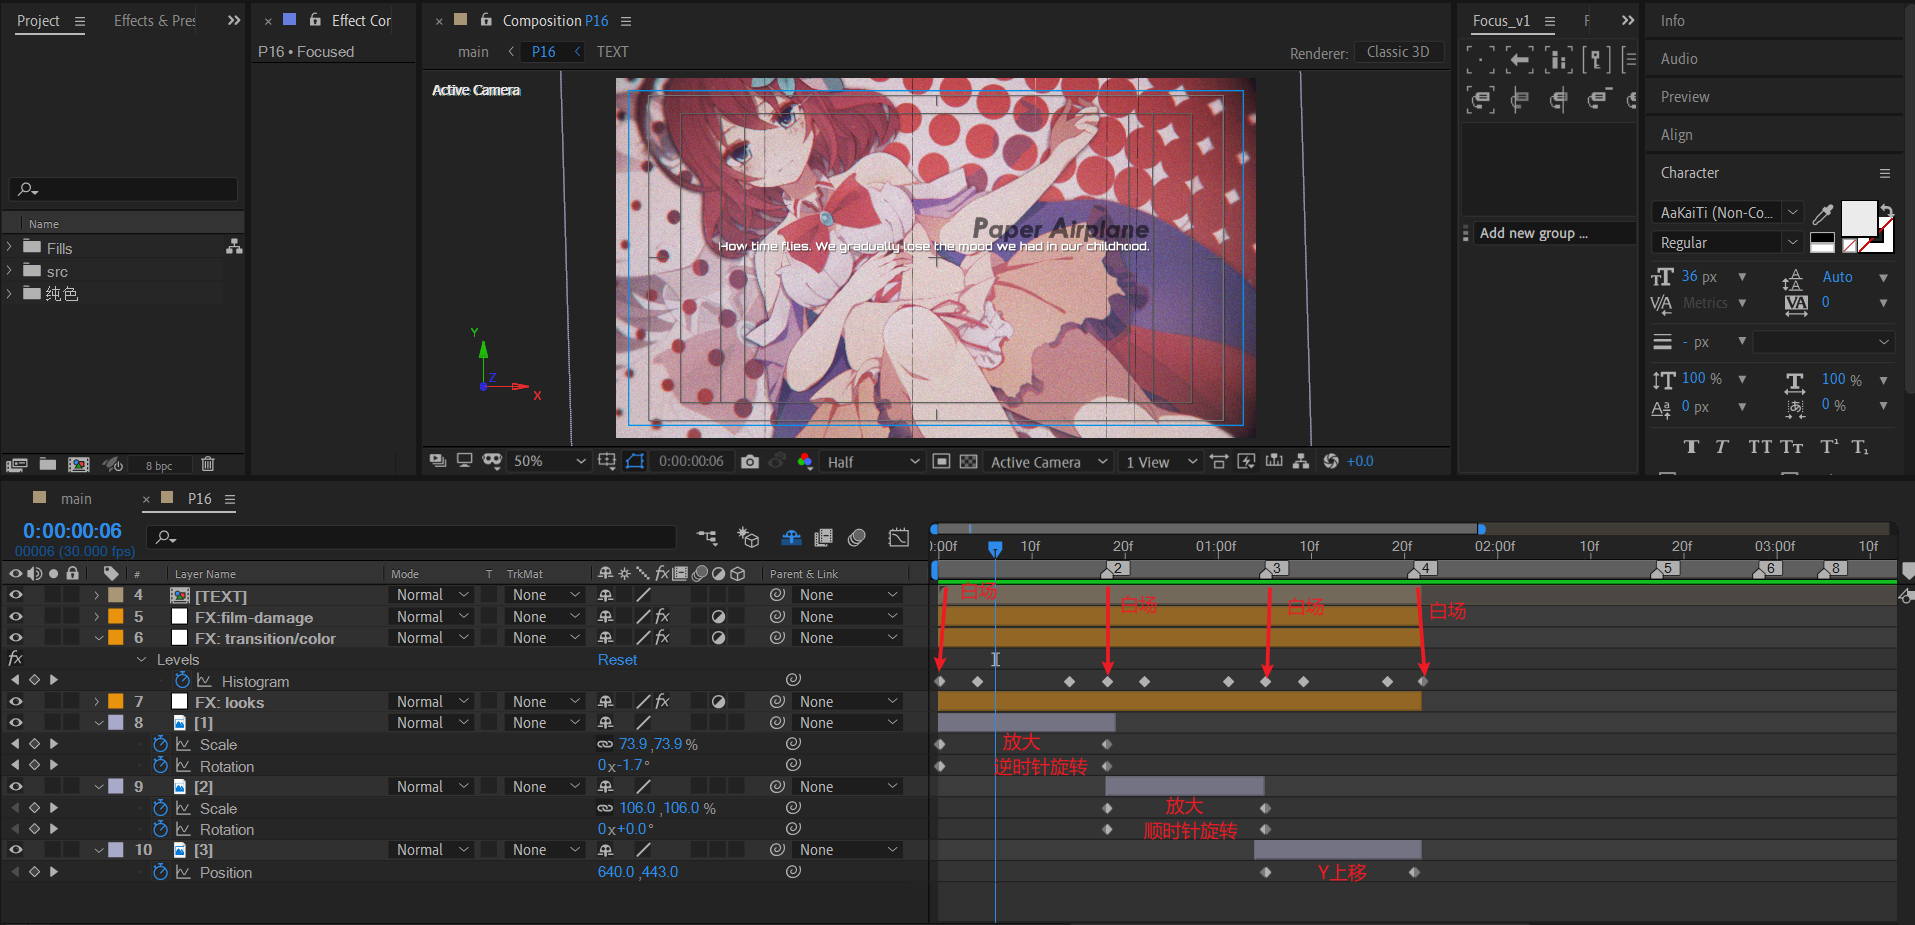 Project
Effects & Pres
Effect Cor
Composition P16
Focus_v1
F
Info
P16 • Focused
main
P16
TEXT
Renderer:
Classic 3D
Audio
Preview
Align
Character
Active Camera
Paper Airplane
How time flies. We gradually lose the mood we had in our childhood.
Y
Z
X
Name
Fills
src
纯色
Add new group ...
AaKaiTi (Non-Co...
Regular
36 px
Auto
Metrics
0
- px
100 %
100 %
0 px
0 %
8 bpc
50%
0:00:00:06
Half
Active Camera
1 View
+0.0
main
P16
0:00:00:06
00006 (30.000 fps)
):00f
10f
20f
01:00f
10f
20f
02:00f
10f
20f
03:00f
10f
2
3
4
5
6
8
#
Layer Name
Mode
T
TrkMat
Parent & Link
4
[TEXT]
Normal
None
None
白场
白场
白场
白场
5
FX:film-damage
Normal
None
None
6
FX: transition/color
Normal
None
None
Levels
Reset
Histogram
7
FX: looks
Normal
None
None
8
[1]
Normal
None
None
Scale
73.9 ,73.9 %
放大
Rotation
0 x -1.7 °
逆时针旋转
9
[2]
Normal
None
None
Scale
106.0 ,106.0 %
放大
Rotation
0 x +0.0 °
顺时针旋转
10
[3]
Normal
None
None
Position
640.0 ,443.0
Y上移